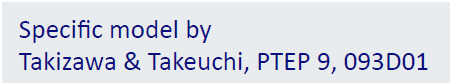 Specific model by
Takizawa & Takeuchi, PTEP 9, 093D01